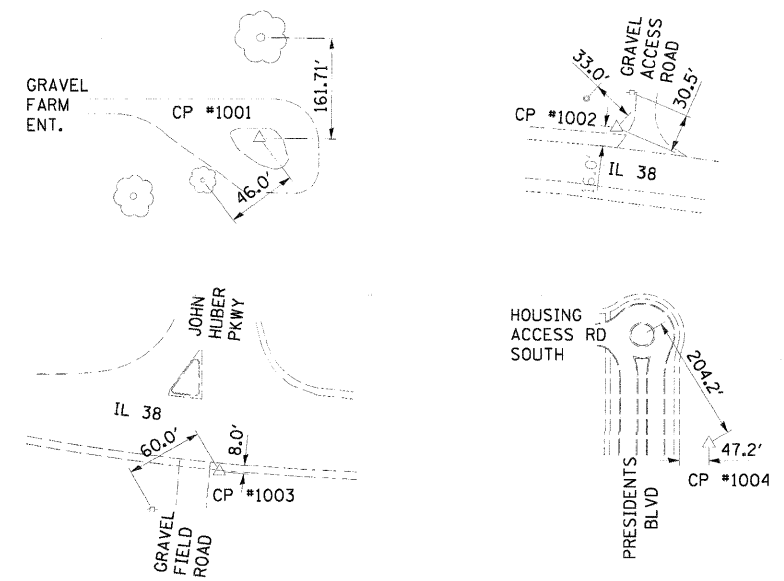 GRAVEL
FARM
ENT.
CP #1001
161.71'
46.0'
33.0'
GRAVEL
ACCESS
ROAD
30.5'
CP #1002
IL 38
JOHN
HUBER
PKWY
IL 38
60.0'
8.0'
CP #1003
GRAVEL
FIELD
ROAD
HOUSING
ACCESS RD
SOUTH
204.2'
47.2'
CP #1004
PRESIDENTS
BLVD